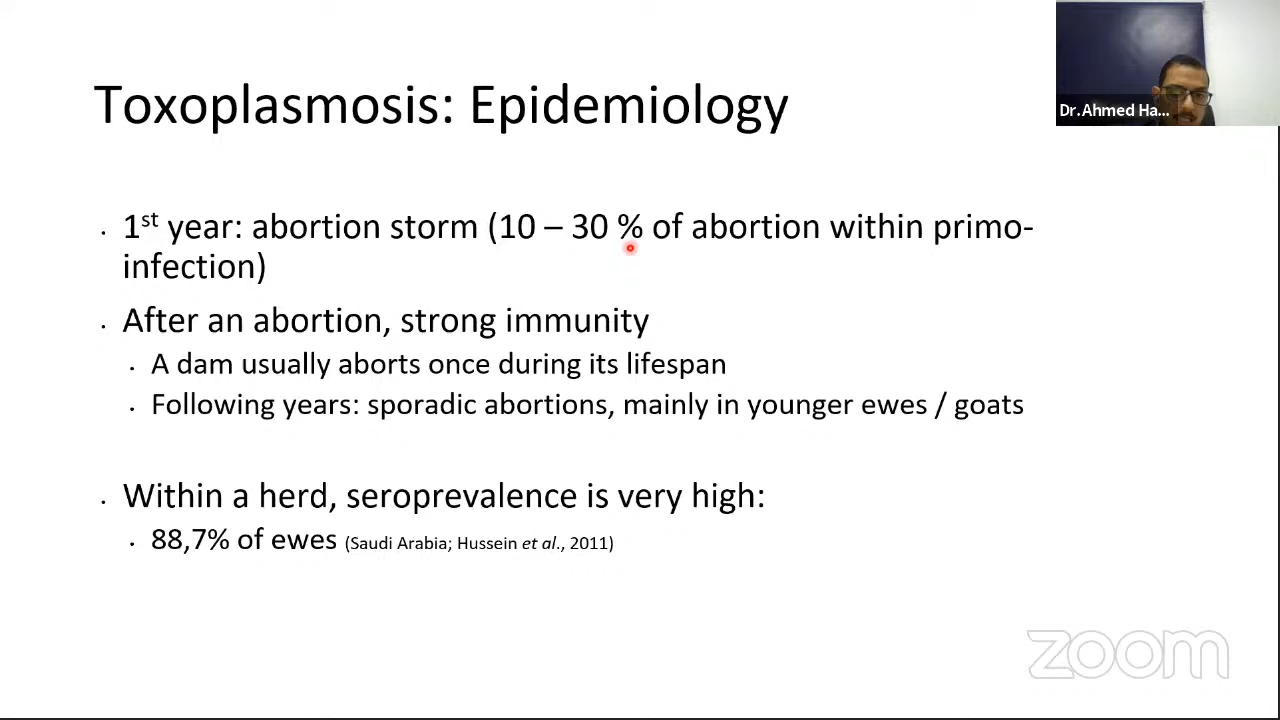 Toxoplasmosis: Epidemiology
Dr.Ahmed Ha...
• 1st year: abortion storm (10 – 30 % of abortion within primo-
infection)
• After an abortion, strong immunity
• A dam usually aborts once during its lifespan
• Following years: sporadic abortions, mainly in younger ewes / goats
• Within a herd, seroprevalence is very high:
• 88,7% of ewes (Saudi Arabia; Hussein et al., 2011)
zoom